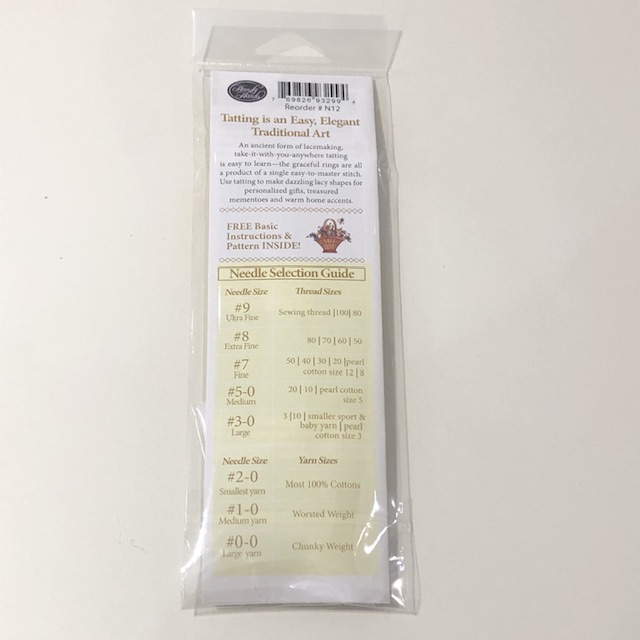 Handy Hands
7 69826 93299 4
Reorder # N12
Tatting is an Easy, Elegant
Traditional Art
An ancient form of lacemaking,
take-it-with-you-anywhere tatting
is easy to learn—the graceful rings are all
a product of a single easy-to-master stitch.
Use tatting to make dazzling lacy shapes for
personalized gifts, treasured
mementoes and warm home accents.
FREE Basic
Instructions &
Pattern INSIDE!
Needle Selection Guide
Needle Size Thread Sizes
#9
Ultra Fine
Sewing thread |100| 80
#8
Extra Fine
80 | 70 | 60 | 50
#7
Fine
50 | 40 | 30 | 20 |pearl
cotton size 12 | 8
#5-0
Medium
20 | 10 | pearl cotton
size 5
#3-0
Large
3 |10 | smaller sport &
baby yarn | pearl
cotton size 3
Needle Size Yarn Sizes
#2-0
Smallest yarn
Most 100% Cottons
#1-0
Medium yarn
Worsted Weight
#0-0
Large yarn
Chunky Weight